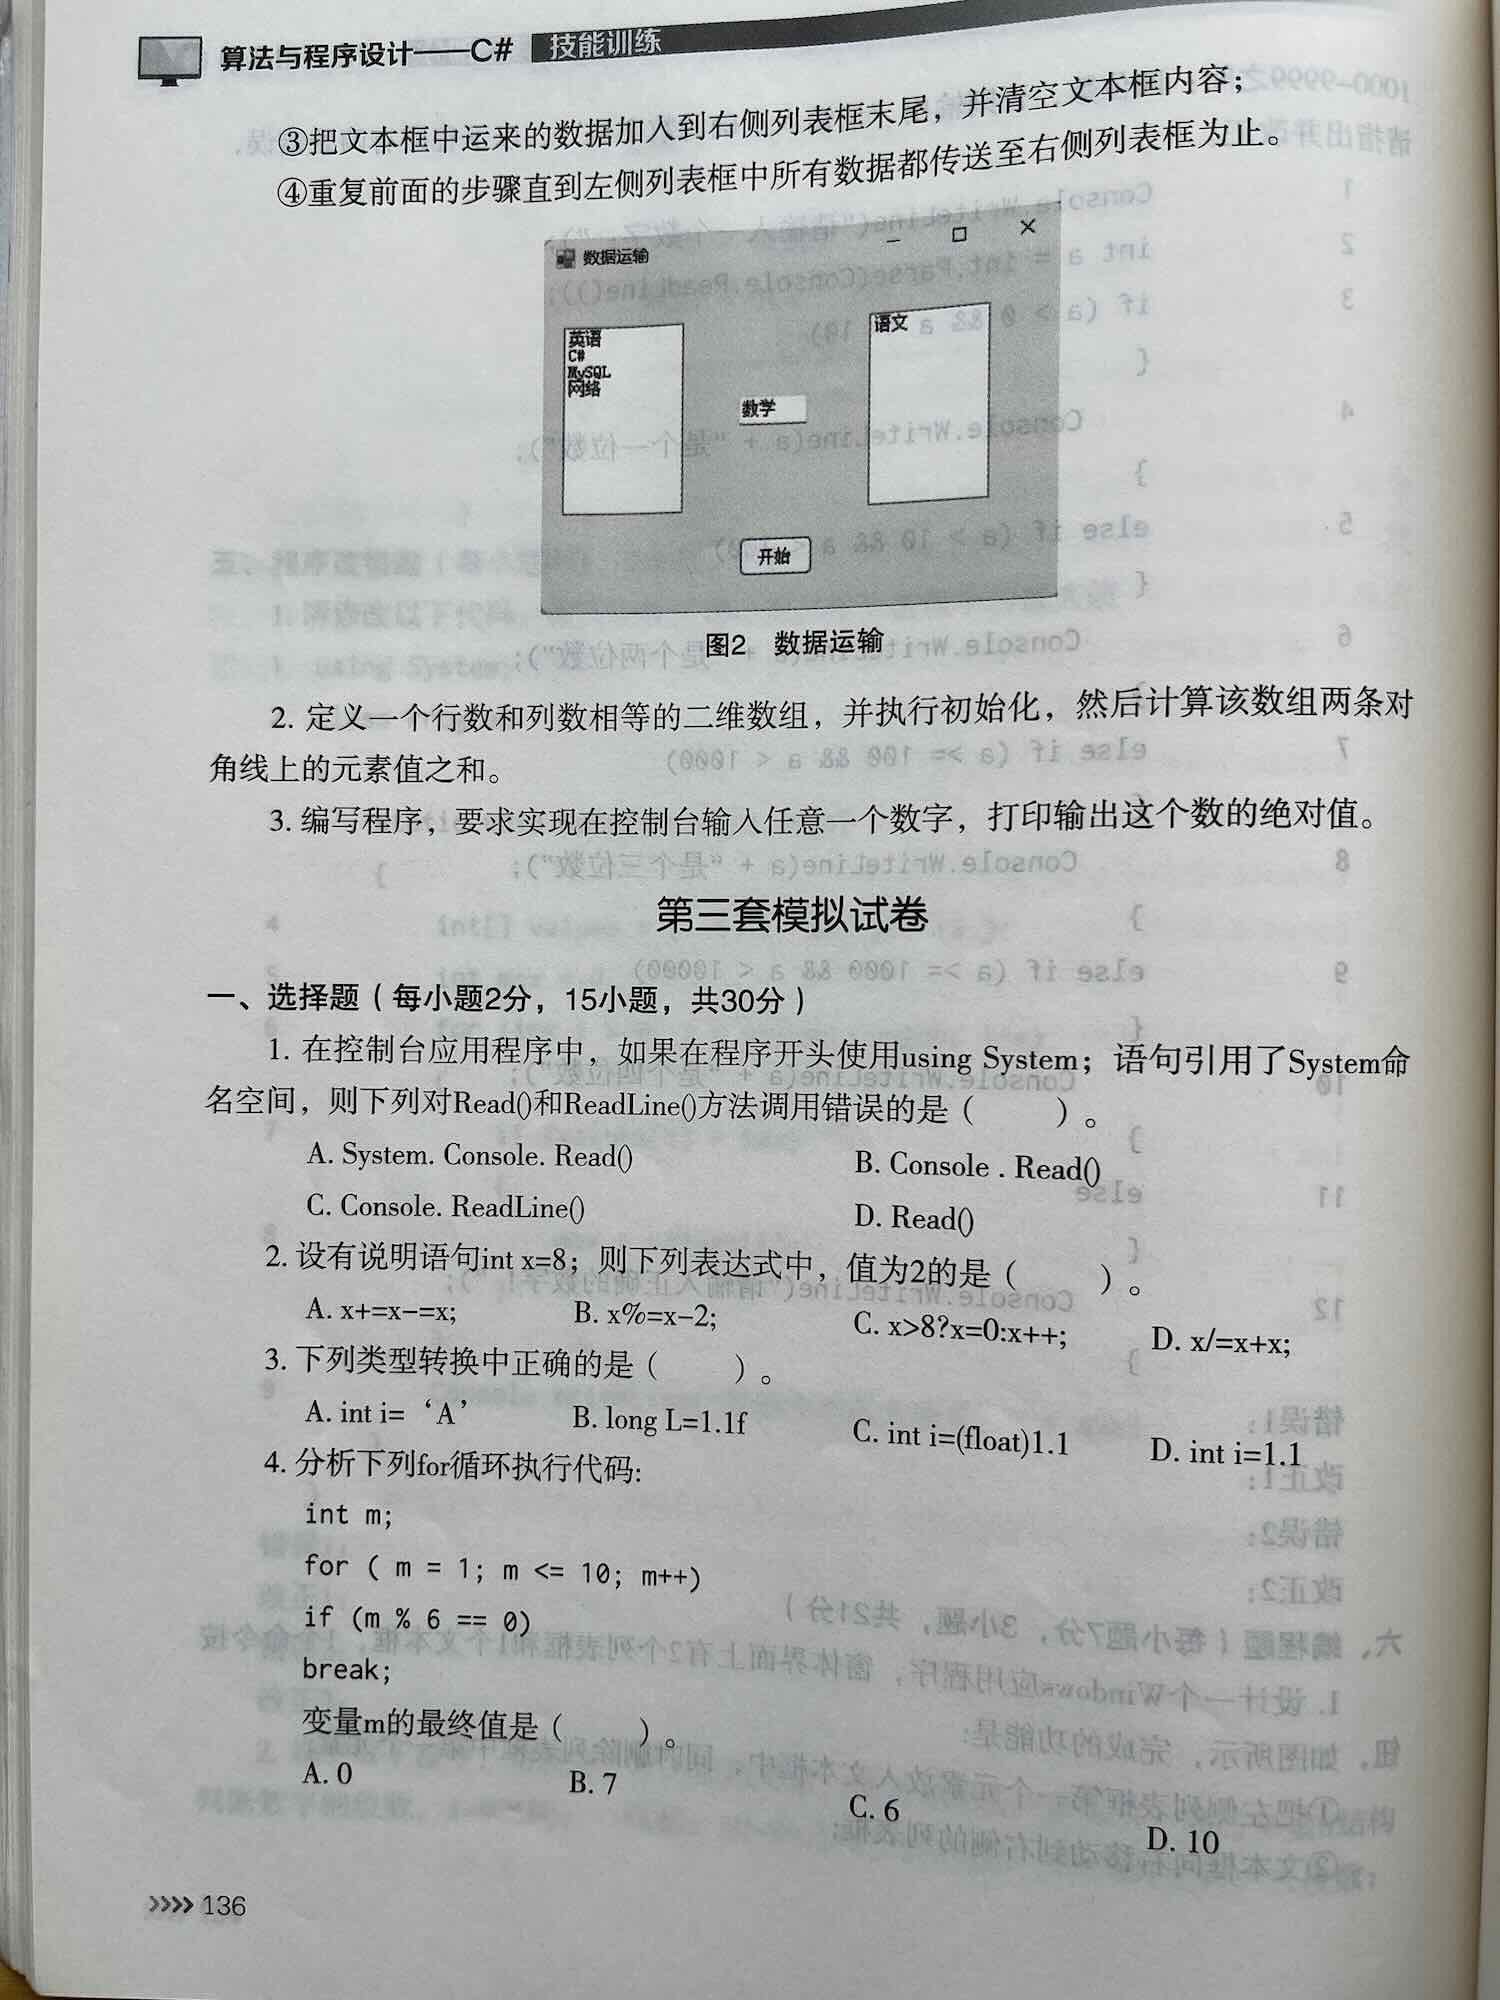 算法与程序设计——C# 技能训练
③把文本框中运来的数据加入到右侧列表框末尾，并清空文本框内容；
④重复前面的步骤直到左侧列表框中所有数据都传送至右侧列表框为止。
数据运输
英语
C#
MySQL
网络
数学
语文
开始
图2 数据运输
2. 定义一个行数和列数相等的二维数组，并执行初始化，然后计算该数组两条对
角线上的元素值之和。
3. 编写程序，要求实现在控制台输入任意一个数字，打印输出这个数的绝对值。
第三套模拟试卷
一、选择题（每小题2分，15小题，共30分）
1. 在控制台应用程序中，如果在程序开头使用using System；语句引用了System命
名空间，则下列对Read()和ReadLine()方法调用错误的是（ ）。
A. System. Console. Read() B. Console . Read()
C. Console. ReadLine() D. Read()
2. 设有说明语句int x=8；则下列表达式中，值为2的是（ ）。
A. x+=x-=x; B. x%=x-2; C. x>8?x=0:x++; D. x/=x+x;
3. 下列类型转换中正确的是（ ）。
A. int i=‘A’ B. long L=1.1f C. int i=(float)1.1 D. int i=1.1
4. 分析下列for循环执行代码:
int m;
for ( m = 1; m <= 10; m++)
if (m % 6 == 0)
break;
变量m的最终值是（ ）。
A. 0 B. 7 C. 6 D. 10
136